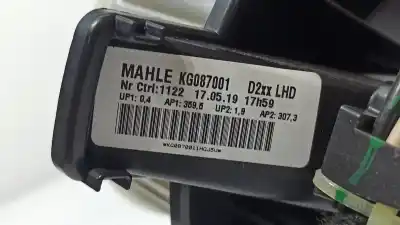 MAHLE KG087001 D2xx LHD
Nr Ctrl:1122 17.05.19 17h59
UP1: 0,4 AP1: 359,5 UP2: 1,9 AP2: 307,3